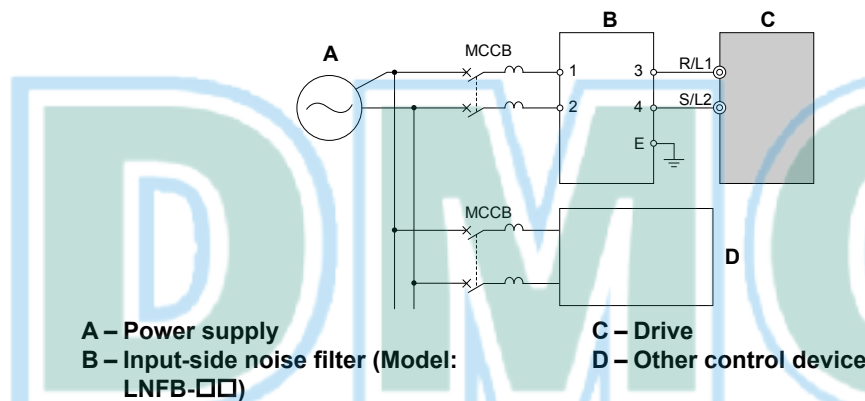 A
B
C
MCCB
1
3
R/L1
2
4
S/L2
E
MCCB
D
A – Power supply
B – Input-side noise filter (Model: LNFB-□□)
C – Drive
D – Other control device
DMC